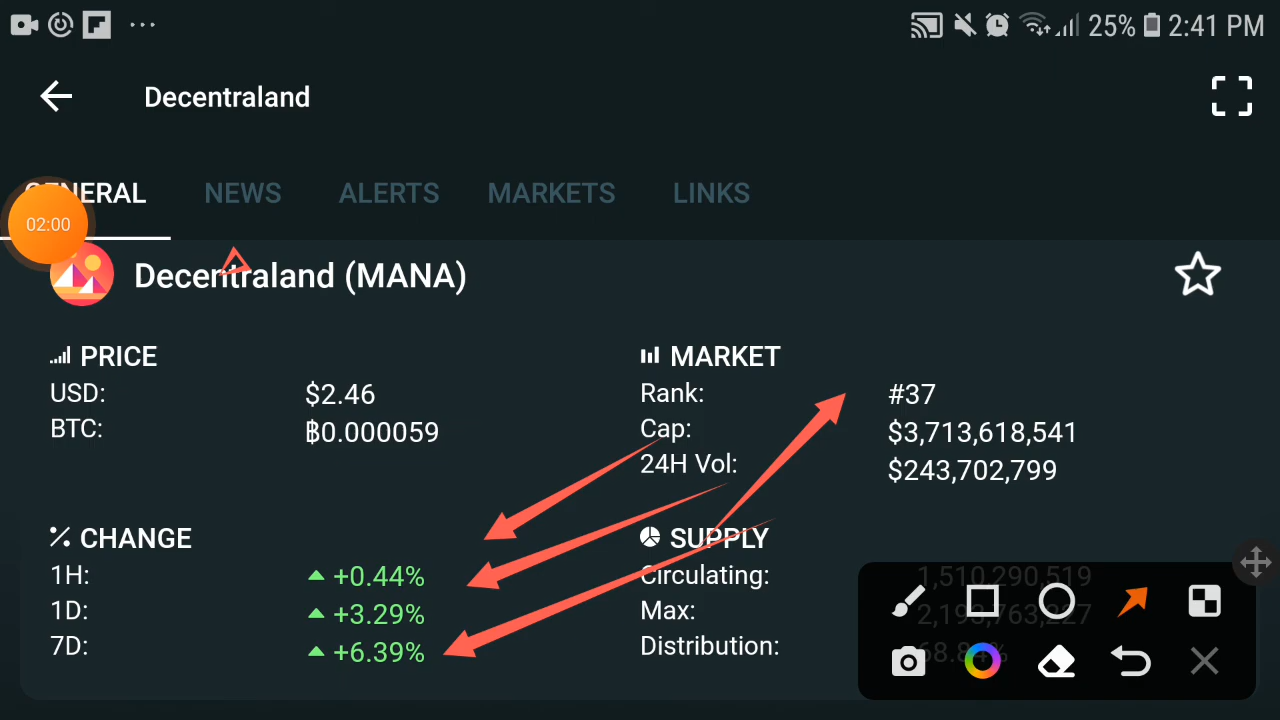 25% 2:41 PM
Decentraland
GENERAL NEWS ALERTS MARKETS LINKS
02:00
Decentraland (MANA)
PRICE
USD: $2.46
BTC: ₿0.000059
MARKET
Rank: #37
Cap: $3,713,618,541
24H Vol: $243,702,799
CHANGE
1H: +0.44%
1D: +3.29%
7D: +6.39%
SUPPLY
Circulating: 1,510,290,519
Max:
Distribution: